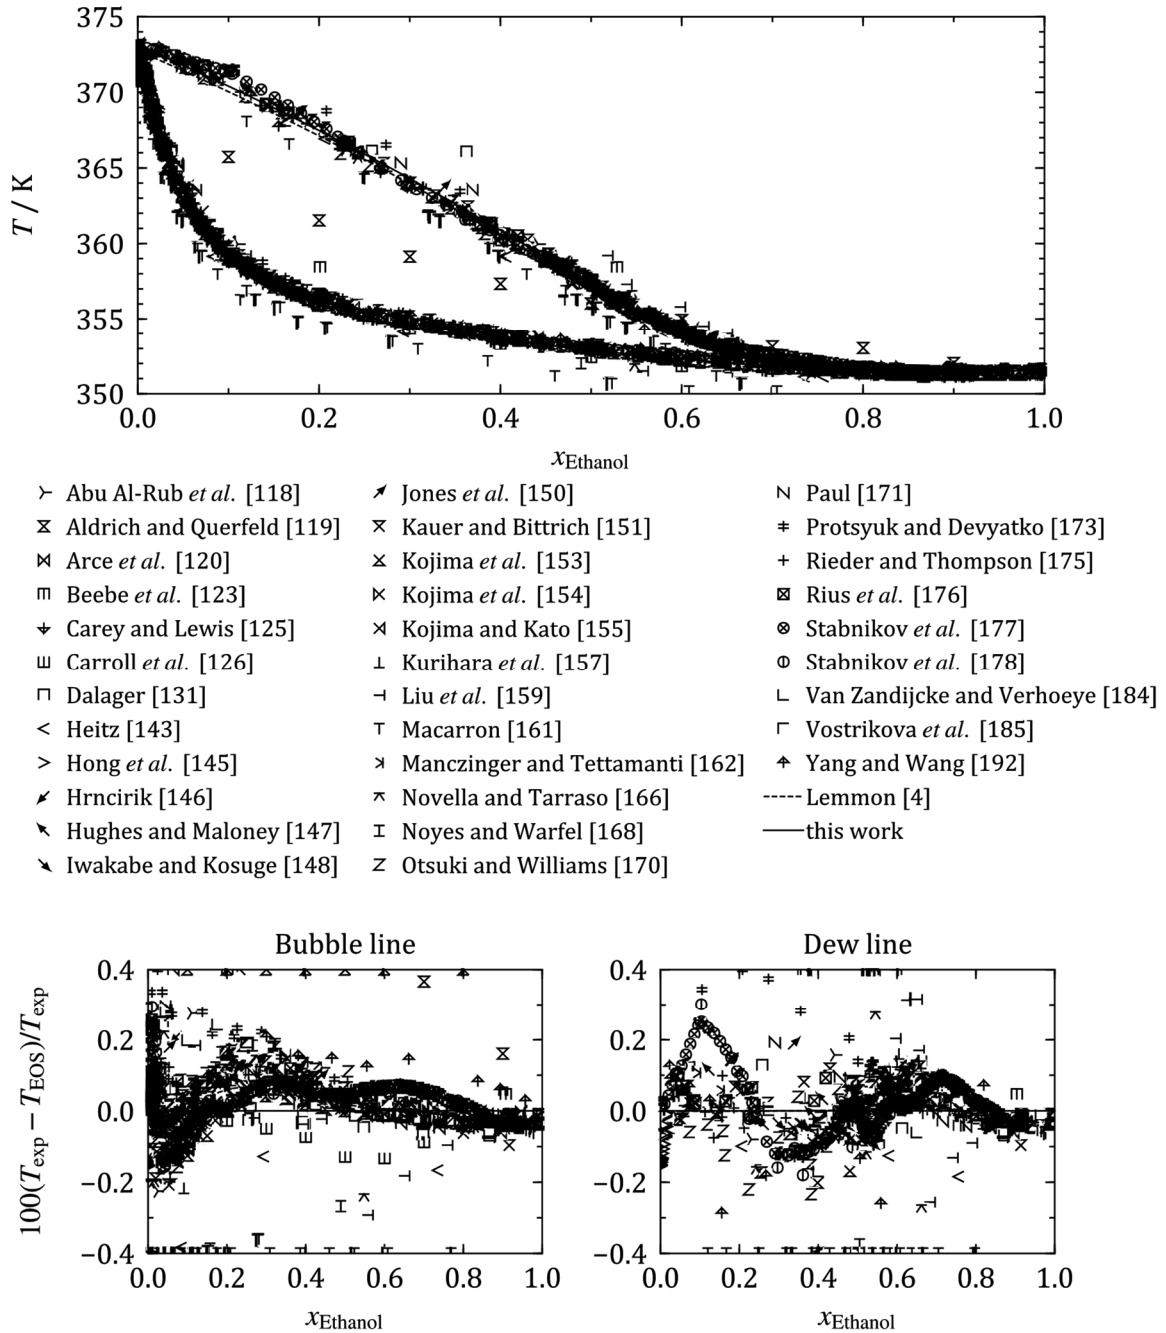 375
370
365
360
355
350
T / K
0.0 0.2 0.4 0.6 0.8 1.0
xEthanol
Abu Al-Rub et al. [118]
Aldrich and Querfeld [119]
Arce et al. [120]
Beebe et al. [123]
Carey and Lewis [125]
Carroll et al. [126]
Dalager [131]
Heitz [143]
Hong et al. [145]
Hrncirik [146]
Hughes and Maloney [147]
Iwakabe and Kosuge [148]
Jones et al. [150]
Kauer and Bittrich [151]
Kojima et al. [153]
Kojima et al. [154]
Kojima and Kato [155]
Kurihara et al. [157]
Liu et al. [159]
Macarron [161]
Manczinger and Tettamanti [162]
Novella and Tarraso [166]
Noyes and Warfel [168]
Otsuki and Williams [170]
Paul [171]
Protsyuk and Devyatko [173]
Rieder and Thompson [175]
Rius et al. [176]
Stabnikov et al. [177]
Stabnikov et al. [178]
Van Zandijcke and Verhoeye [184]
Vostrikova et al. [185]
Yang and Wang [192]
Lemmon [4]
this work
Bubble line
0.4
0.2
0.0
−0.2
−0.4
100(Texp − TEOS)/Texp
0.0 0.2 0.4 0.6 0.8 1.0
xEthanol
Dew line
0.4
0.2
0.0
−0.2
−0.4
0.0 0.2 0.4 0.6 0.8 1.0
xEthanol